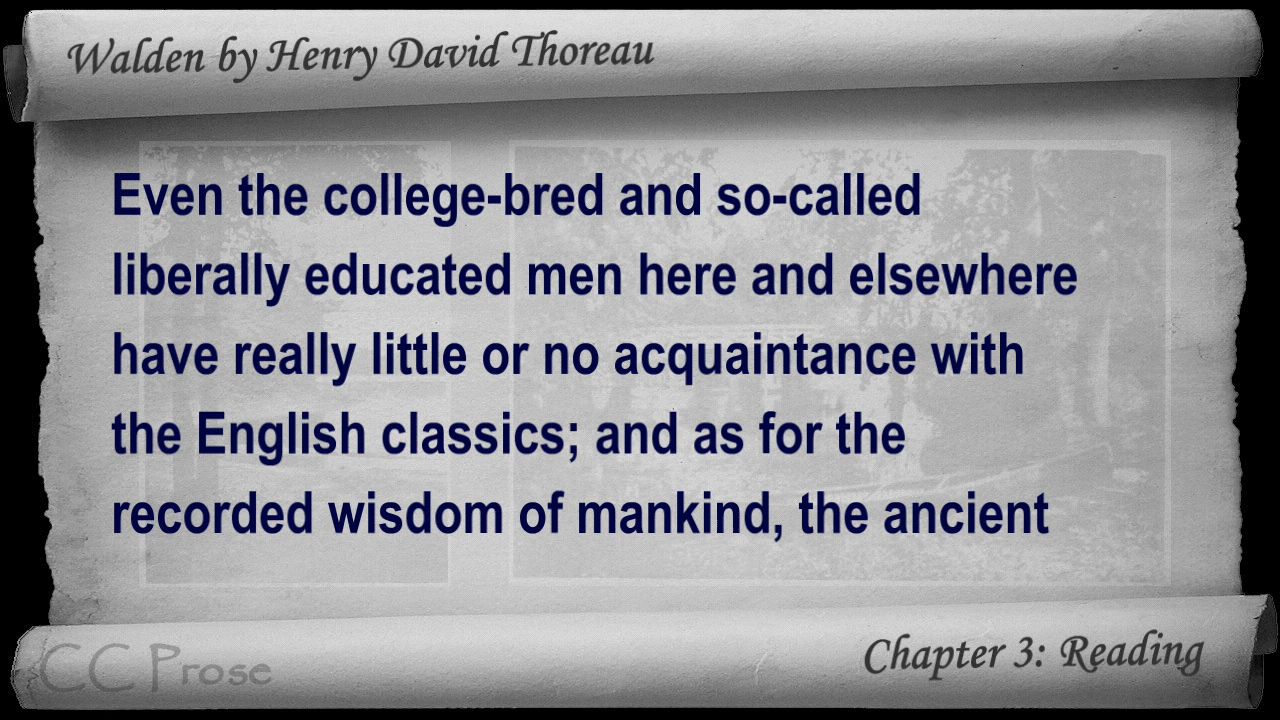 Walden by Henry David Thoreau
Even the college-bred and so-called
liberally educated men here and elsewhere
have really little or no acquaintance with
the English classics; and as for the
recorded wisdom of mankind, the ancient
CC Prose
Chapter 3: Reading